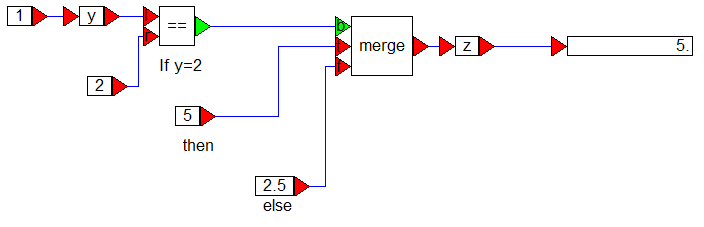 1
y
==
If y=2
2
b
merge
z
5.
5
then
2.5
else